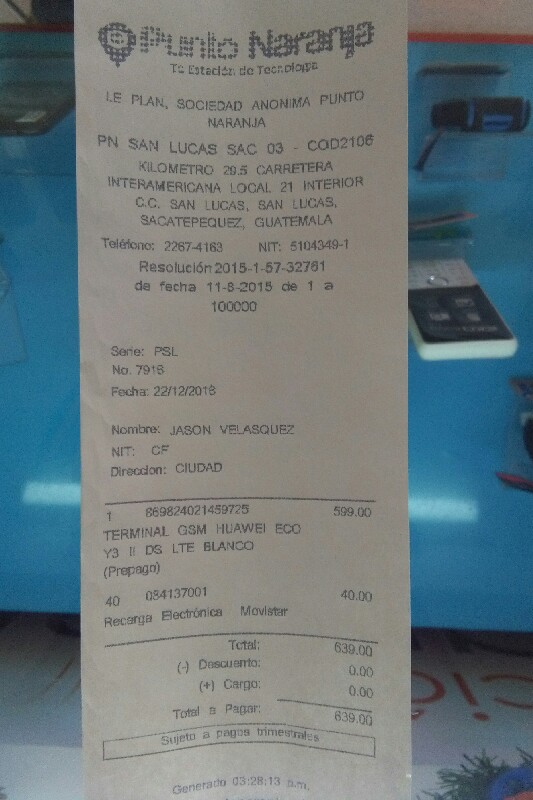 Punto Naranja
Tu Estación de Tecnología
I.E PLAN, SOCIEDAD ANONIMA PUNTO
NARANJA
PN SAN LUCAS SAC 03 - COD2106
KILOMETRO 29.5 CARRETERA
INTERAMERICANA LOCAL 21 INTERIOR
C.C. SAN LUCAS, SAN LUCAS,
SACATEPEQUEZ, GUATEMALA
Teléfono: 2267-4163 NIT: 5104349-1
Resolución 2015-1-57-32761
de fecha 11-8-2015 de 1 a
100000
Serie: PSL
No. 7916
Fecha: 22/12/2016
Nombre: JASON VELASQUEZ
NIT: CF
Direccion: CIUDAD
1 869824021459725 599.00
TERMINAL GSM HUAWEI ECO
Y3 II DS LTE BLANCO
(Prepago)
40 084137001 40.00
Recarga Electrónica Movistar
Total: 639.00
(-) Descuento: 0.00
(+) Cargo: 0.00
Total a Pagar: 639.00
Sujeto a pagos trimestrales
Generado 03:28:13 p.m.